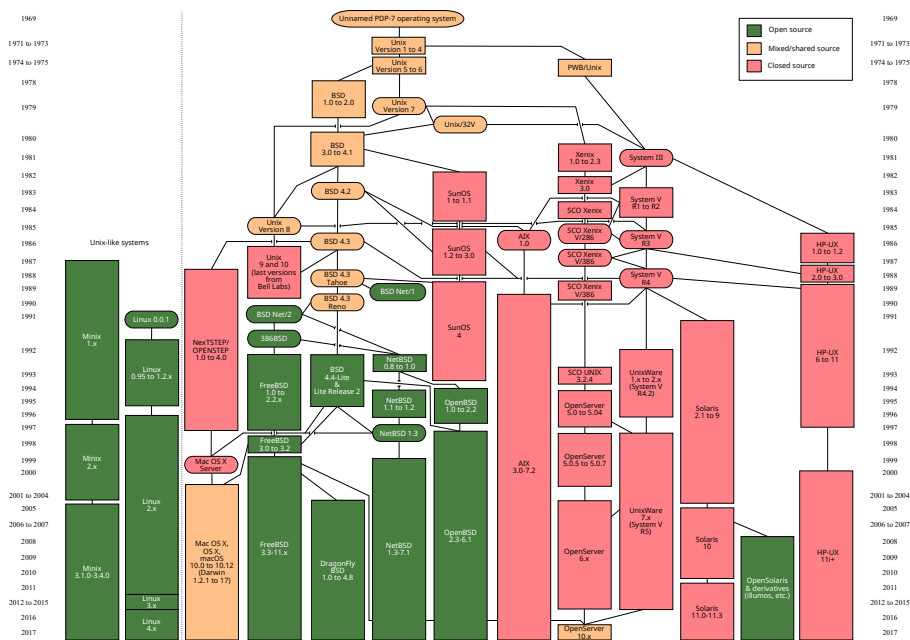 1969
1971 to 1973
1974 to 1975
1978
1979
1980
1981
1982
1983
1984
1985
1986
1987
1988
1989
1990
1991
1992
1993
1994
1995
1996
1997
1998
1999
2000
2001 to 2004
2005
2006 to 2007
2008
2009
2010
2011
2012 to 2015
2016
2017
Unix-like systems
Minix
1.x
Minix
2.x
Minix
3.1.0-3.4.0
Linux 0.0.1
Linux
0.95 to 1.2.x
Linux
2.x
Linux
3.x
Linux
4.x
Unnamed PDP-7 operating system
Unix
Version 1 to 4
Unix
Version 5 to 6
PWB/Unix
BSD
1.0 to 2.0
Unix
Version 7
Unix/32V
BSD
3.0 to 4.1
Xenix
1.0 to 2.3
System III
Xenix
3.0
SunOS
1 to 1.1
BSD 4.2
System V
R1 to R2
SCO Xenix
Unix
Version 8
SCO Xenix
V/286
AIX
1.0
System V
R3
BSD 4.3
SunOS
1.2 to 3.0
HP-UX
1.0 to 1.2
Unix
9 and 10
(last versions
from
Bell Labs)
SCO Xenix
V/386
HP-UX
2.0 to 3.0
BSD 4.3
Tahoe
System V
R4
BSD Net/1
SCO Xenix
V/386
BSD 4.3
Reno
BSD Net/2
NeXTSTEP/
OPENSTEP
1.0 to 4.0
386BSD
SunOS
4
HP-UX
6 to 11
NetBSD
0.8 to 1.0
FreeBSD
1.0 to
2.2.x
BSD
4.4-Lite
&
Lite Release 2
SCO UNIX
3.2.4
UnixWare
1.x to 2.x
(System V
R4.2)
NetBSD
1.1 to 1.2
OpenBSD
1.0 to 2.2
OpenServer
5.0 to 5.04
Solaris
2.1 to 9
NetBSD 1.3
FreeBSD
3.0 to 3.2
OpenServer
5.0.5 to 5.0.7
Mac OS X
Server
AIX
3.0-7.2
UnixWare
7.x
(System V
R5)
Mac OS X,
OS X,
macOS
10.0 to 10.12
(Darwin
1.2.1 to 17)
FreeBSD
3.3-11.x
DragonFly
BSD
1.0 to 4.8
NetBSD
1.3-7.1
OpenBSD
2.3-6.1
OpenServer
6.x
Solaris
10
OpenSolaris
& derivatives
(illumos, etc.)
HP-UX
11i+
Solaris
11.0-11.3
OpenServer
10.x
Open source
Mixed/shared source
Closed source
1969
1971 to 1973
1974 to 1975
1978
1979
1980
1981
1982
1983
1984
1985
1986
1987
1988
1989
1990
1991
1992
1993
1994
1995
1996
1997
1998
1999
2000
2001 to 2004
2005
2006 to 2007
2008
2009
2010
2011
2012 to 2015
2016
2017